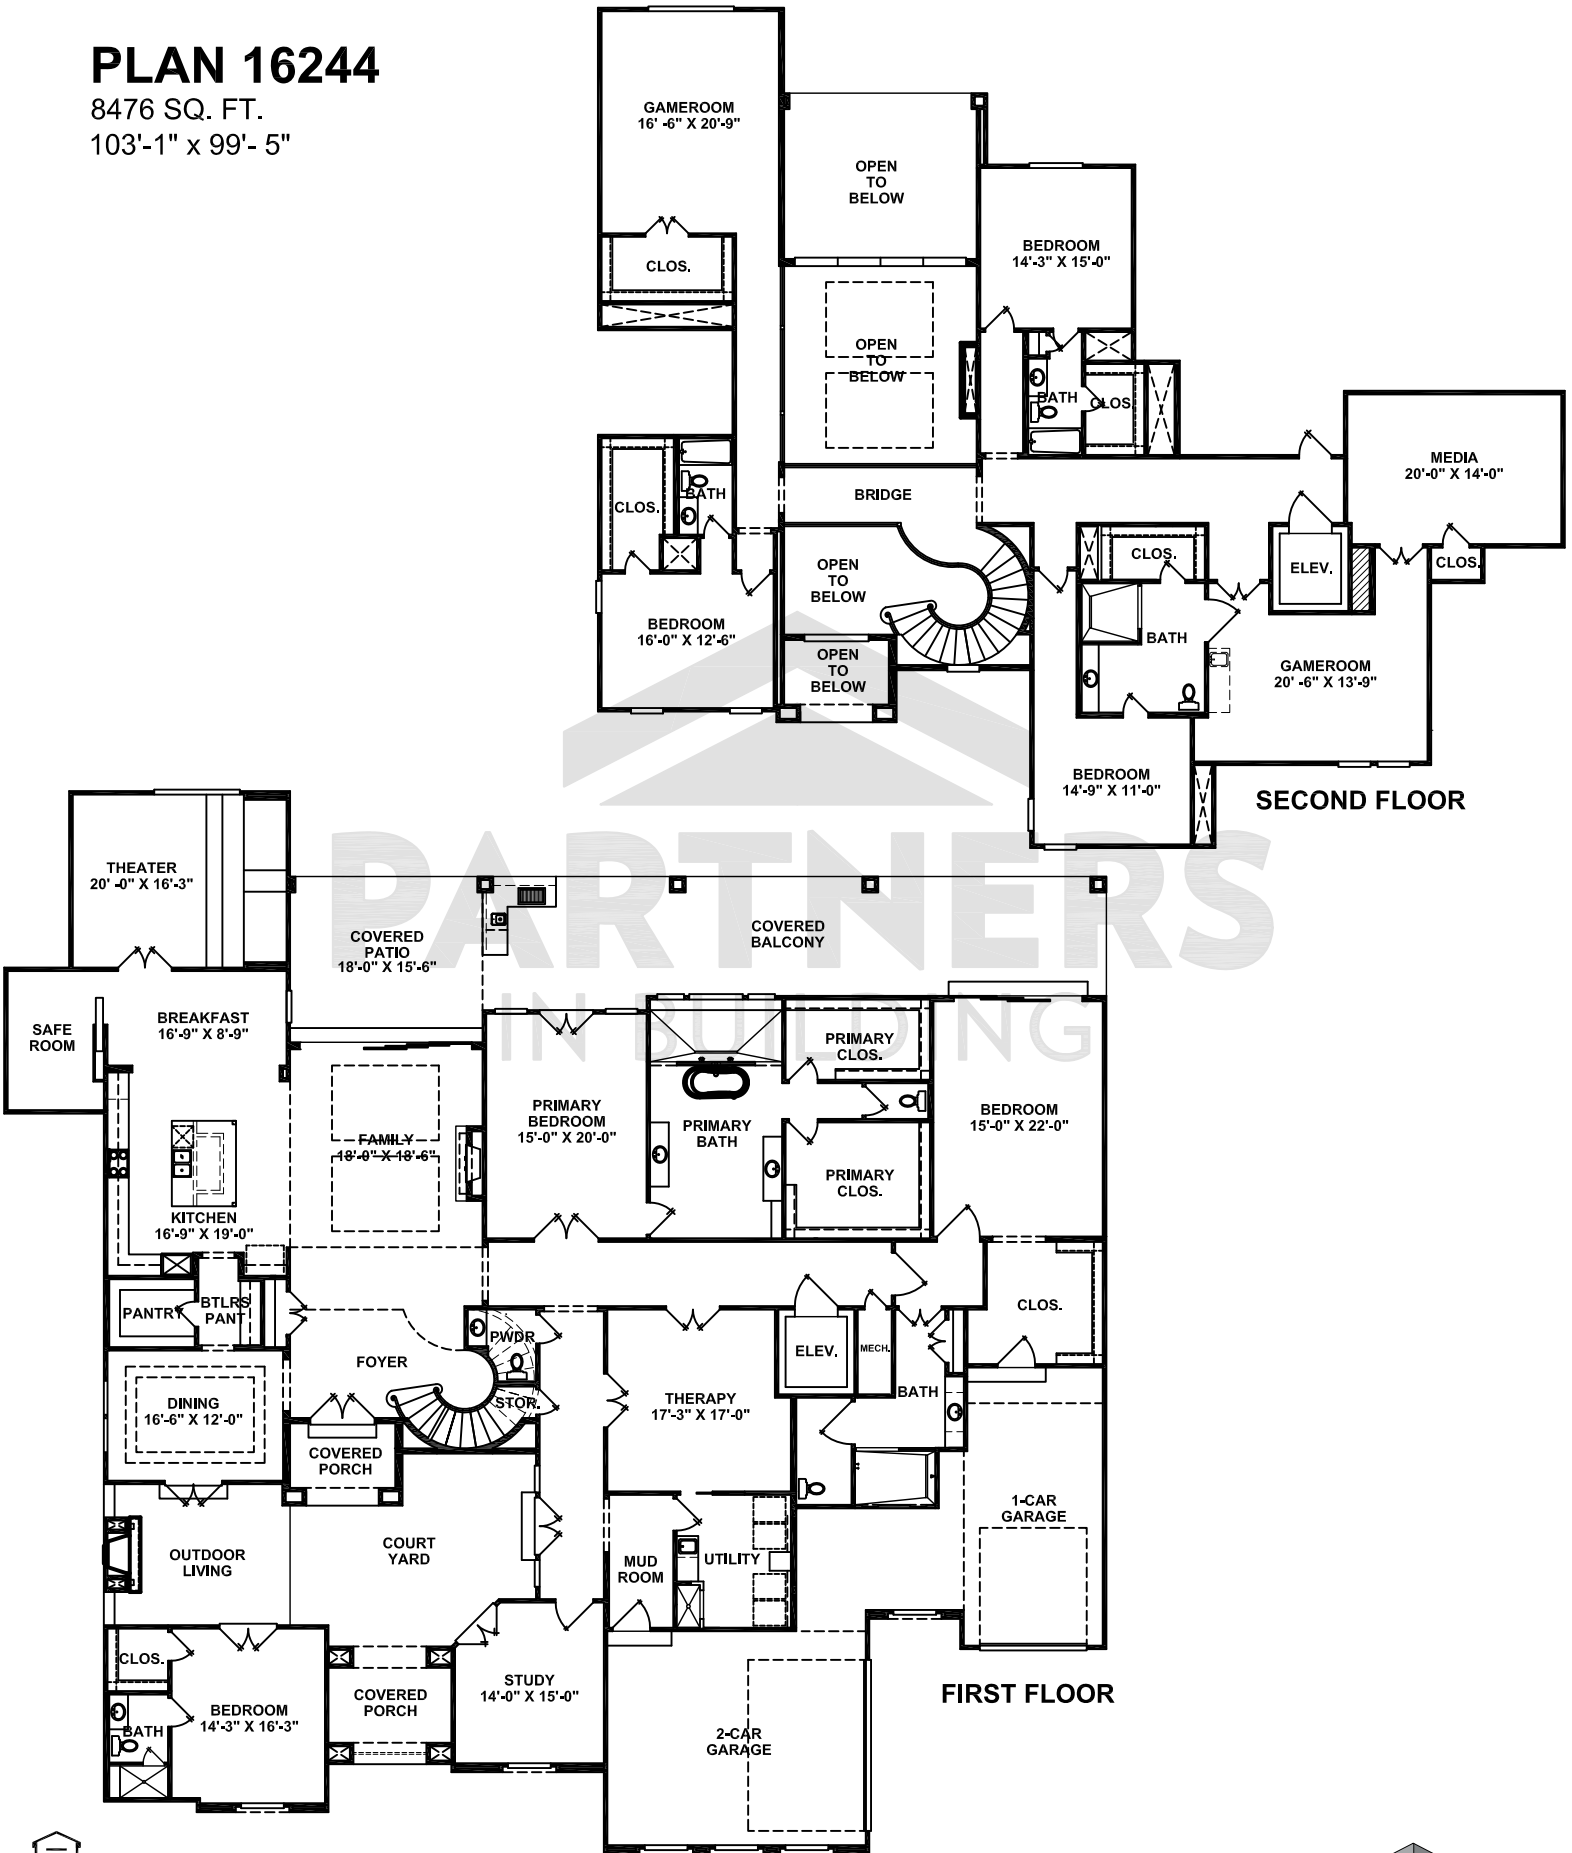 PLAN 16244
8476 SQ. FT.
103'-1" x 99'- 5"
GAMEROOM
16' -6" X 20'-9"
OPEN
TO
BELOW
CLOS.
BEDROOM
14'-3" X 15'-0"
OPEN
TO
BELOW
BATH
CLOS.
MEDIA
20'-0" X 14'-0"
CLOS.
BATH
BRIDGE
CLOS.
ELEV.
CLOS.
OPEN
TO
BELOW
BEDROOM
16'-0" X 12'-6"
BATH
OPEN
TO
BELOW
GAMEROOM
20' -6" X 13'-9"
BEDROOM
14'-9" X 11'-0"
SECOND FLOOR
PARTNERS
IN BUILDING
THEATER
20' -0" X 16'-3"
COVERED
PATIO
18'-0" X 15'-6"
COVERED
BALCONY
SAFE
ROOM
BREAKFAST
16'-9" X 8'-9"
PRIMARY
CLOS.
PRIMARY
BEDROOM
15'-0" X 20'-0"
PRIMARY
BATH
BEDROOM
15'-0" X 22'-0"
FAMILY
18'-0" X 18'-6"
PRIMARY
CLOS.
KITCHEN
16'-9" X 19'-0"
PANTRY
BTLRS
PANT
CLOS.
PWDR
ELEV.
MECH.
FOYER
BATH
DINING
16'-6" X 12'-0"
STOR.
THERAPY
17'-3" X 17'-0"
COVERED
PORCH
1-CAR
GARAGE
OUTDOOR
LIVING
COURT
YARD
MUD
ROOM
UTILITY
CLOS.
STUDY
14'-0" X 15'-0"
FIRST FLOOR
BEDROOM
14'-3" X 16'-3"
COVERED
PORCH
BATH
2-CAR
GARAGE